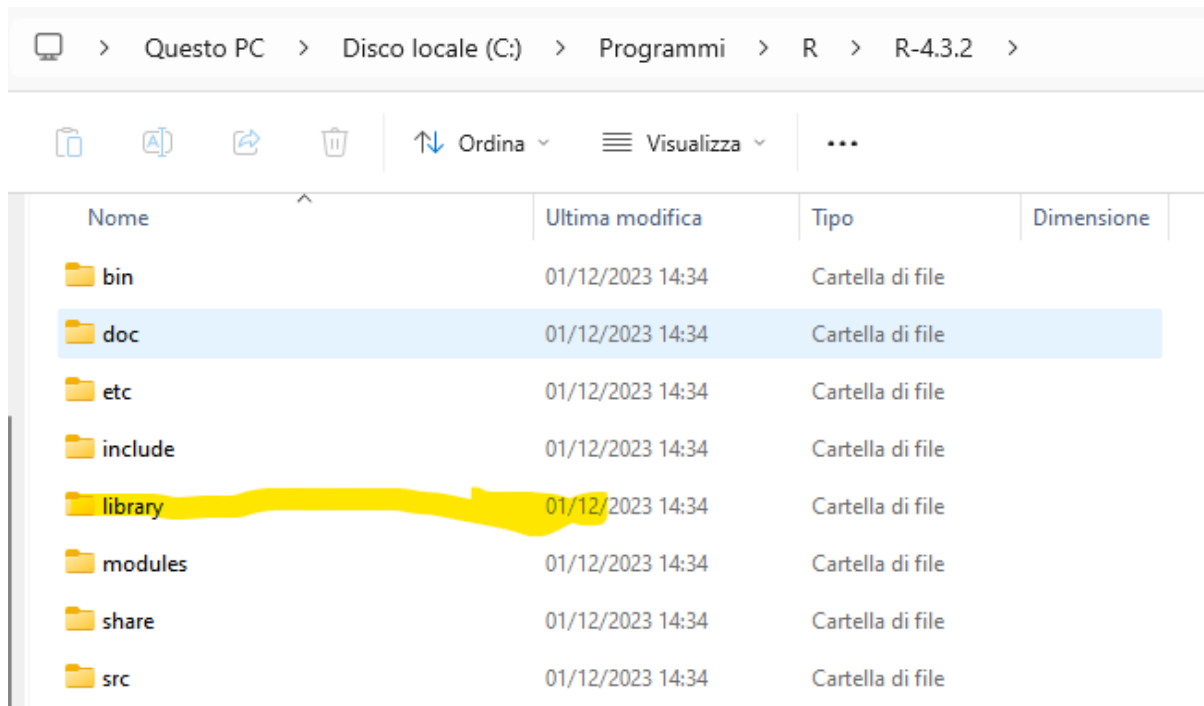 > Questo PC > Disco locale (C:) > Programmi > R > R-4.3.2 >
Ordina Visualizza ...
Nome Ultima modifica Tipo Dimensione
bin 01/12/2023 14:34 Cartella di file
doc 01/12/2023 14:34 Cartella di file
etc 01/12/2023 14:34 Cartella di file
include 01/12/2023 14:34 Cartella di file
library 01/12/2023 14:34 Cartella di file
modules 01/12/2023 14:34 Cartella di file
share 01/12/2023 14:34 Cartella di file
src 01/12/2023 14:34 Cartella di file